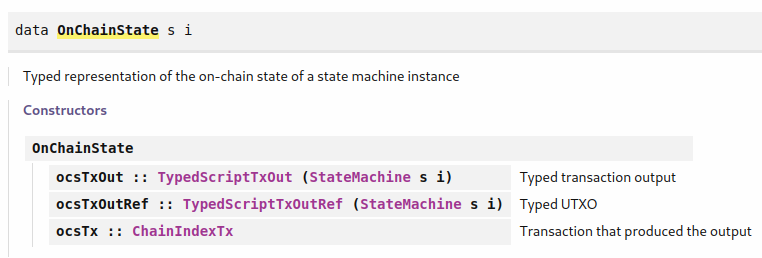 data OnChainState s i
Typed representation of the on-chain state of a state machine instance
Constructors
OnChainState
ocsTxOut :: TypedScriptTxOut (StateMachine s i) Typed transaction output
ocsTxOutRef :: TypedScriptTxOutRef (StateMachine s i) Typed UTXO
ocsTx :: ChainIndexTx Transaction that produced the output